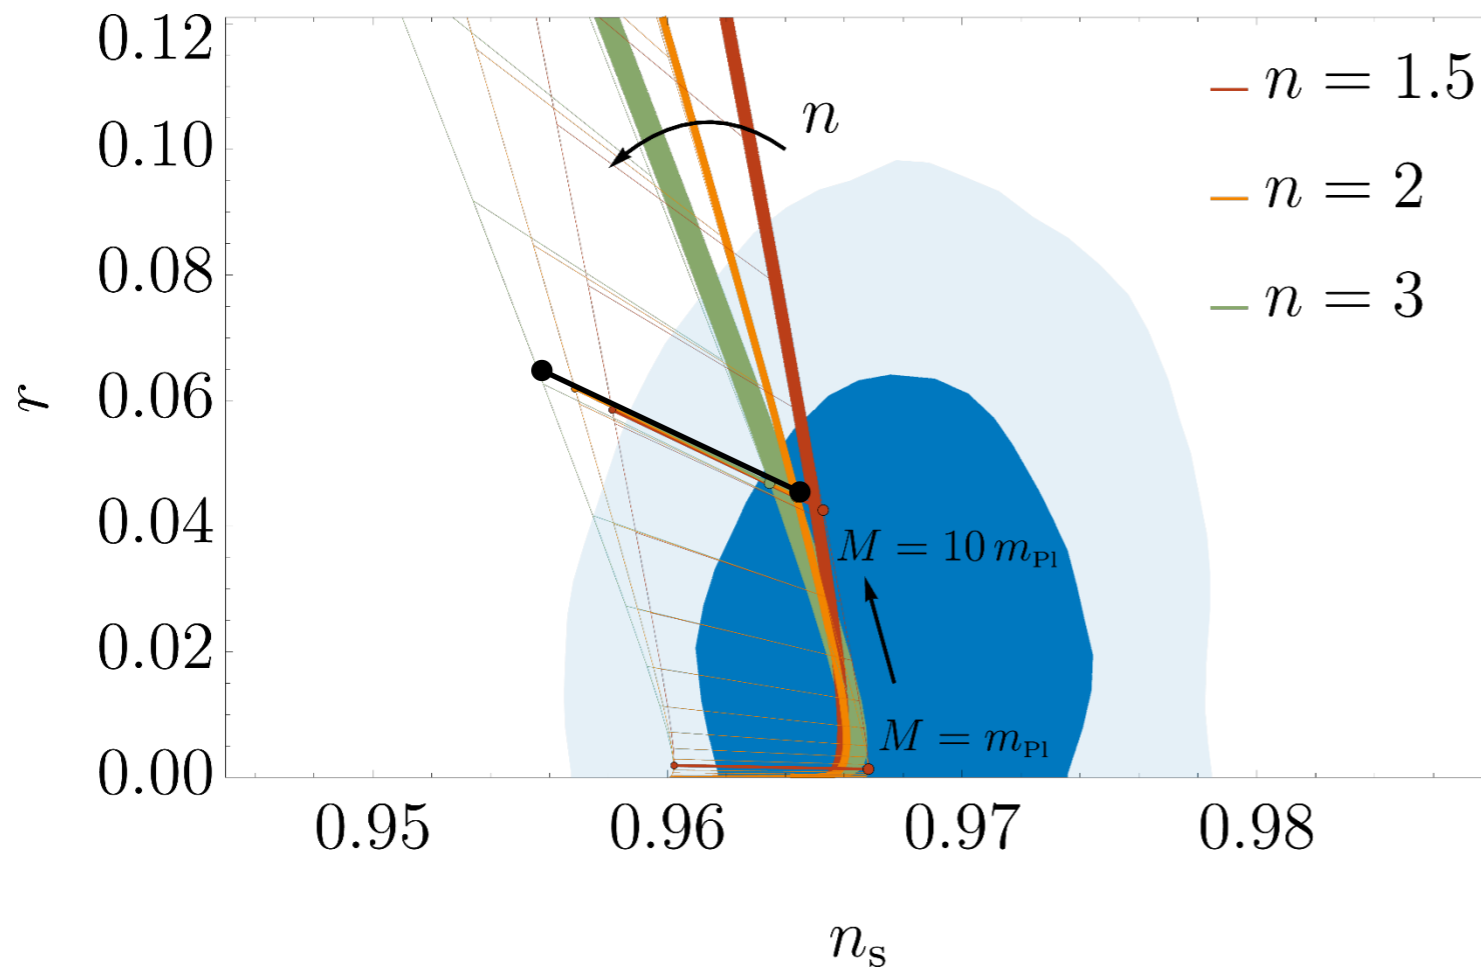 0.12
0.10
0.08
0.06
0.04
0.02
0.00
r
n
n = 1.5
n = 2
n = 3
M = 10 m_Pl
M = m_Pl
0.95 0.96 0.97 0.98
n_s